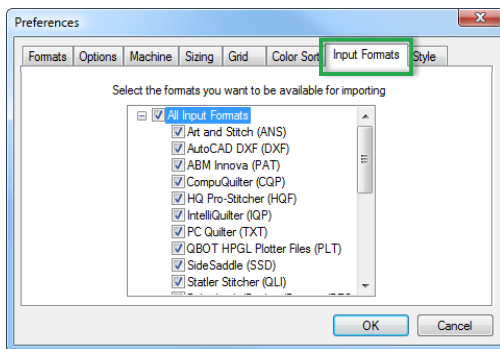 Preferences
Formats Options Machine Sizing Grid Color Sort Input Formats Style
Select the formats you want to be available for importing
All Input Formats
Art and Stitch (ANS)
AutoCAD DXF (DXF)
ABM Innova (PAT)
CompuQuilter (CQP)
HQ Pro-Stitcher (HQF)
IntelliQuilter (IQP)
PC Quilter (TXT)
QBOT HPGL Plotter Files (PLT)
SideSaddle (SSD)
Statler Stitcher (QLI)
OK Cancel